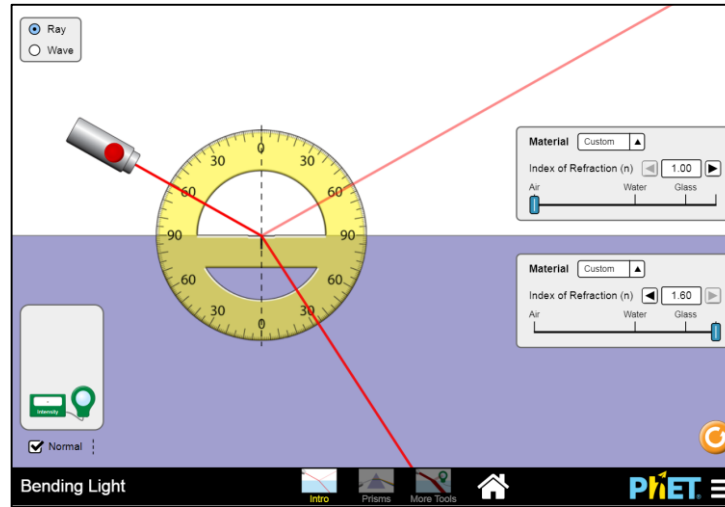 Ray
Wave
0
30 30
60 60
90 90
60 60
30 30
0
Material Custom
Index of Refraction (n) 1.00
Air Water Glass
Material Custom
Index of Refraction (n) 1.60
Air Water Glass
-
Intensity
Normal
Bending Light
Intro
Prisms
More Tools
PhET